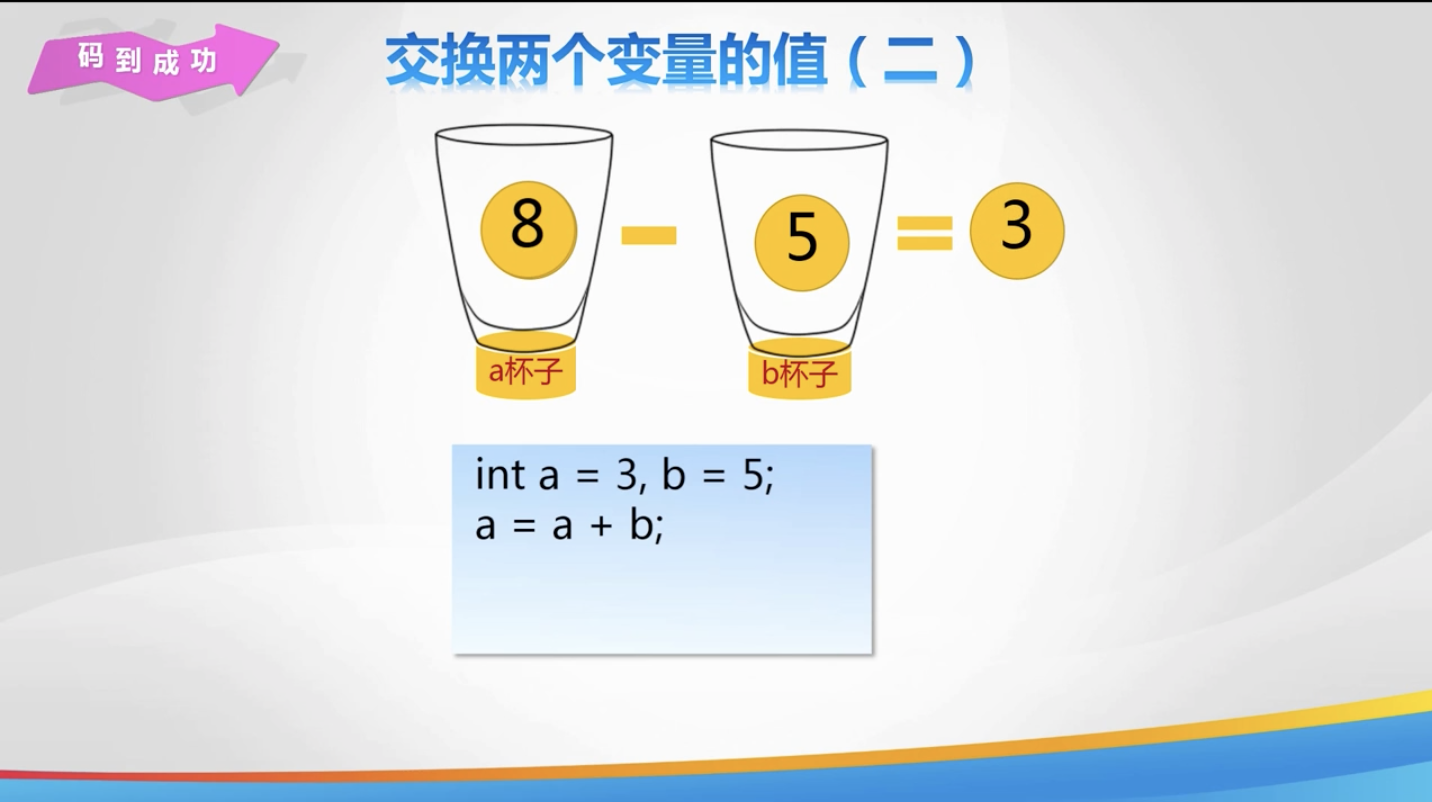 码到成功
交换两个变量的值（二）
8 - 5 = 3
a杯子 b杯子
int a = 3, b = 5;
a = a + b;